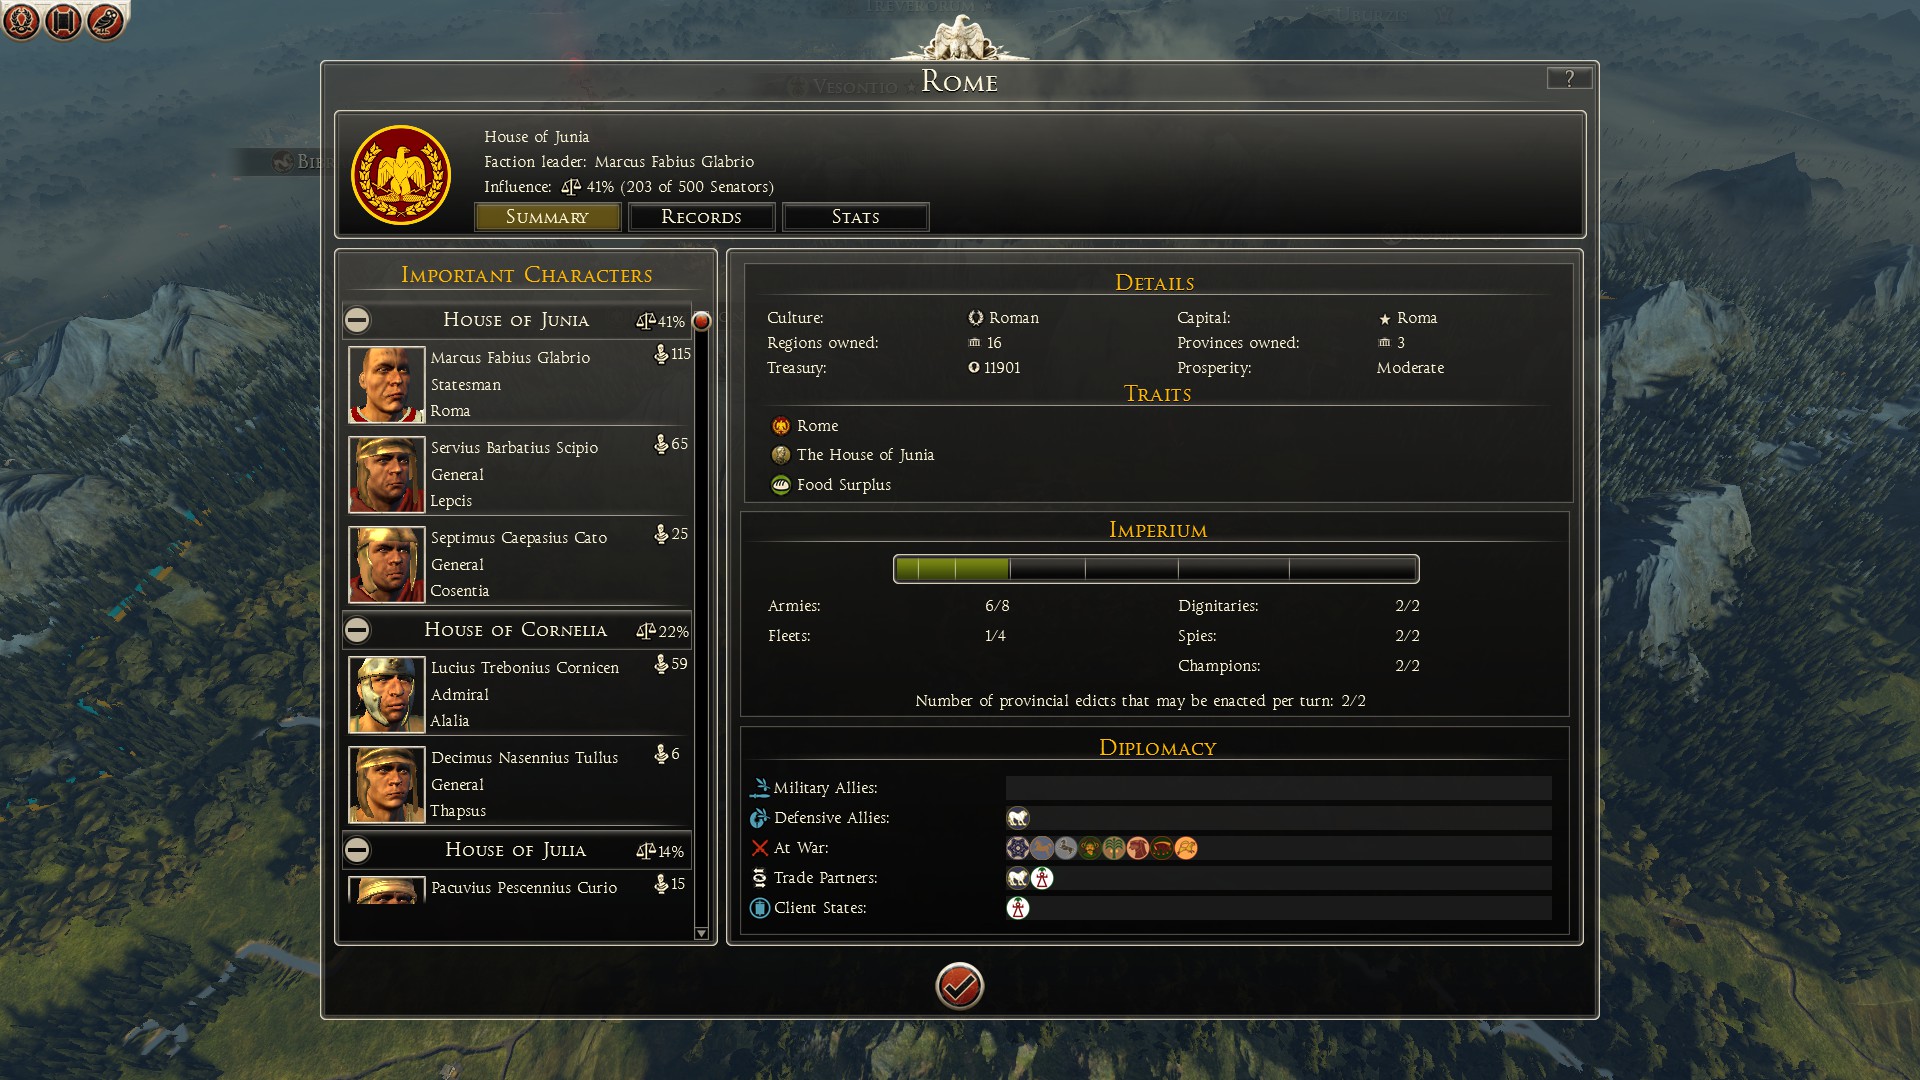 TREVERORUM
VESONTIO
ROME
?
BIB
House of Junia
Faction leader: Marcus Fabius Glabrio
Influence: 41% (203 of 500 Senators)
SUMMARY RECORDS STATS
IMPORTANT CHARACTERS
HOUSE OF JUNIA 41%
Marcus Fabius Glabrio 115
Statesman
Roma
Servius Barbatius Scipio 65
General
Lepcis
Septimus Caepasius Cato 25
General
Cosentia
HOUSE OF CORNELIA 22%
Lucius Trebonius Cornicen 59
Admiral
Alalia
Decimus Nasennius Tullus 6
General
Thapsus
HOUSE OF JULIA 14%
Pacuvius Pescennius Curio 15
DETAILS
Culture: Roman Capital: Roma
Regions owned: 16 Provinces owned: 3
Treasury: 11901 Prosperity: Moderate
TRAITS
Rome
The House of Junia
Food Surplus
IMPERIUM
Armies: 6/8 Dignitaries: 2/2
Fleets: 1/4 Spies: 2/2
Champions: 2/2
Number of provincial edicts that may be enacted per turn: 2/2
DIPLOMACY
Military Allies:
Defensive Allies:
At War:
Trade Partners:
Client States: